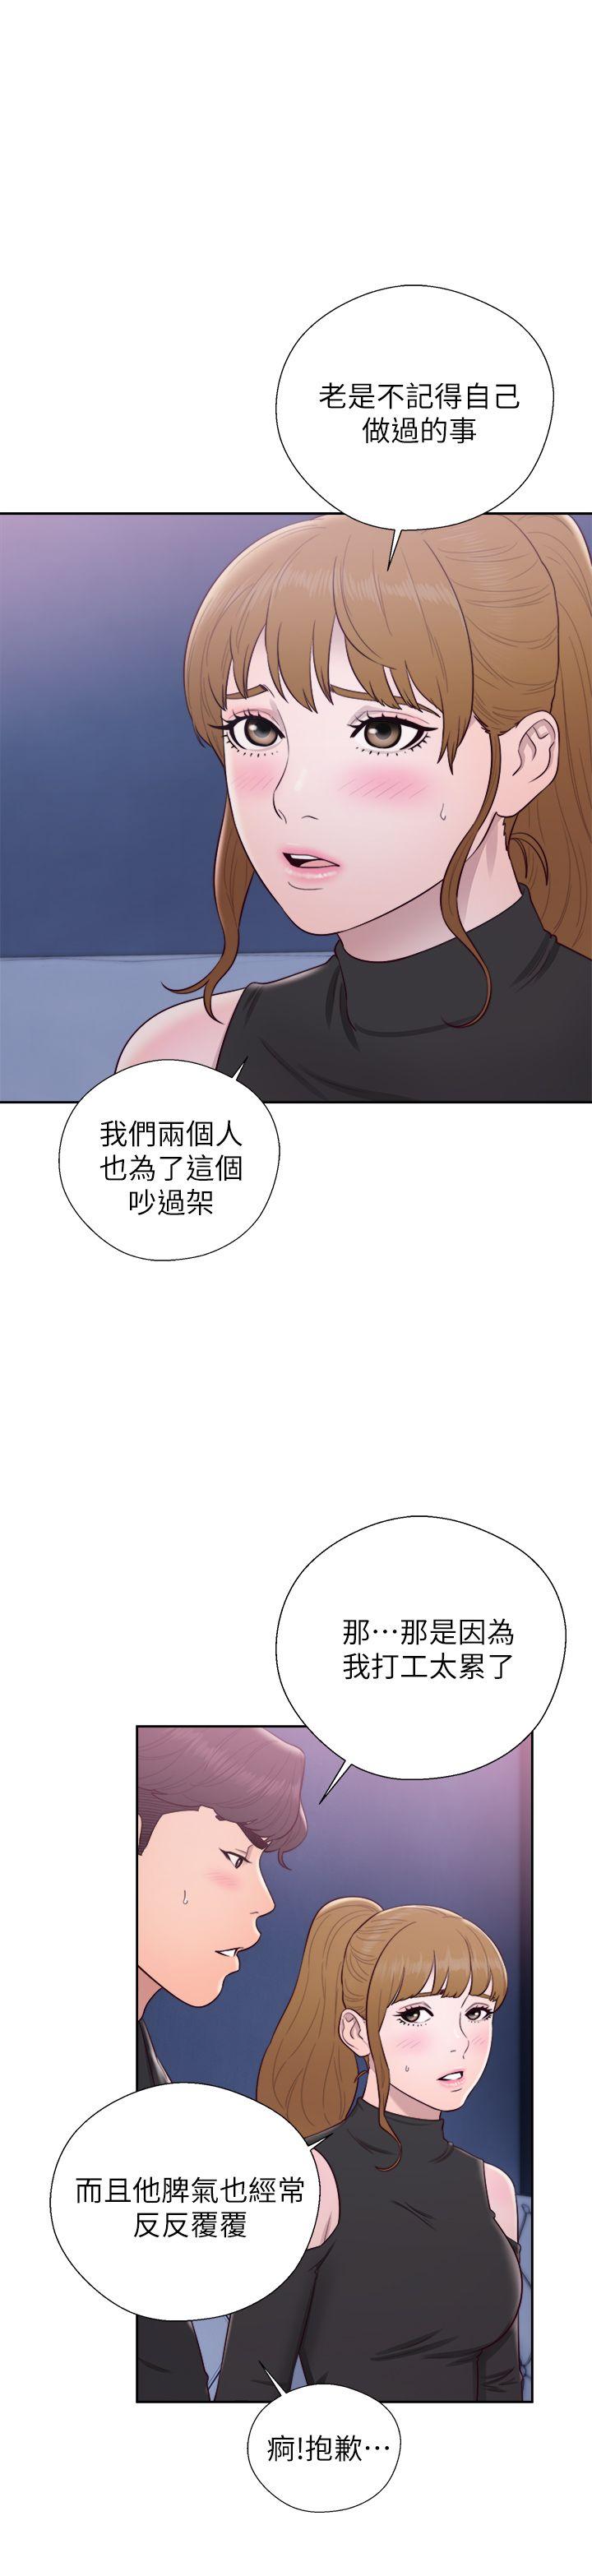 老是不記得自己
做過的事
我們兩個人
也為了這個
吵過架
那⋯那是因為
我打工太累了
而且他脾氣也經常
反反覆覆
痾!抱歉⋯